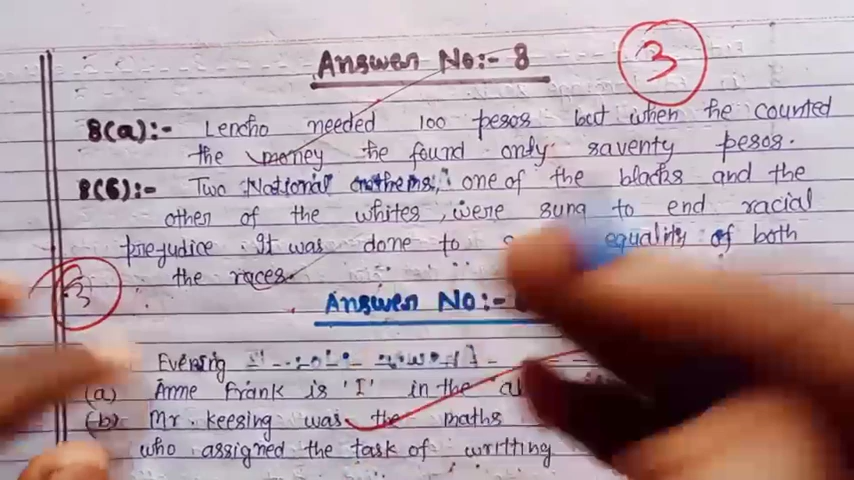 Answer No:- 8
3
8(a):- Lencho needed 100 pesos but when he counted
the money he found only saventy pesos.
8(b):- Two National enthems, one of the blacks and the
other of the whites, were sung to end racial
prejudice. It was done to equality of both
the races.
3
Answer No:-
Evening
(a) Anne Frank is 'I' in the
(b) Mr. keesing was the maths
who assigned the task of writting